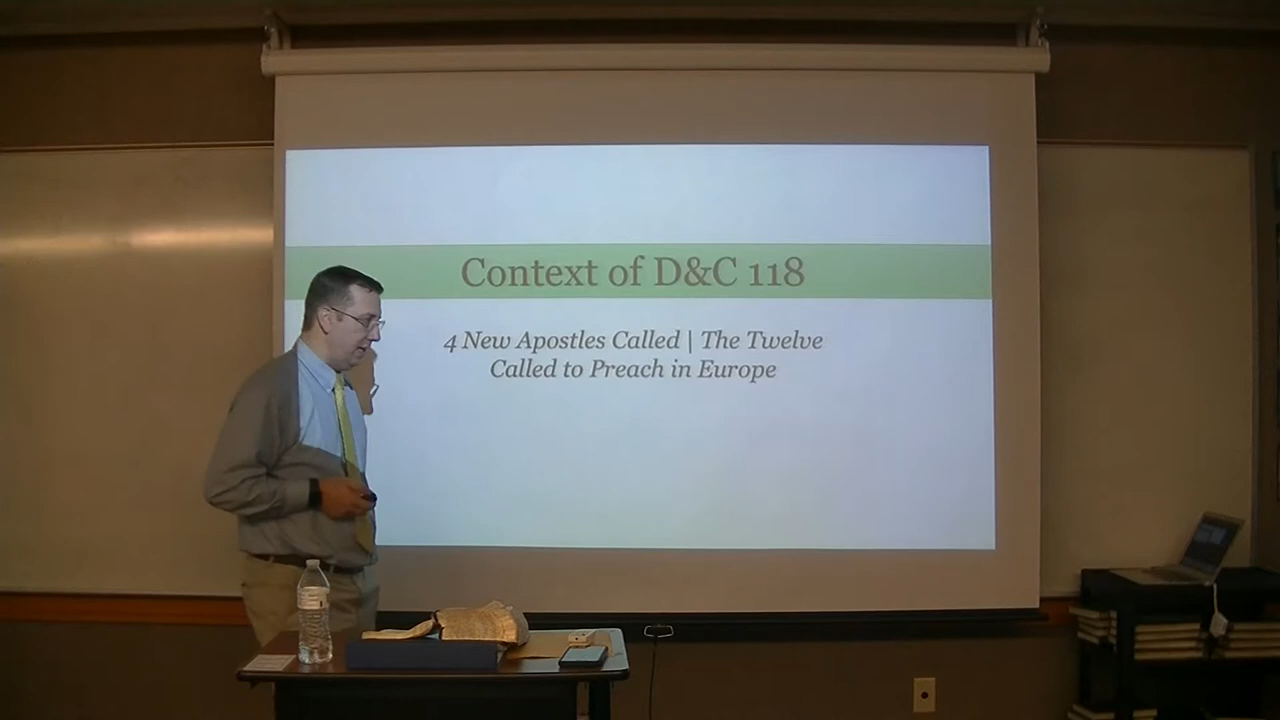 Context of D&C 118
4 New Apostles Called | The Twelve
Called to Preach in Europe